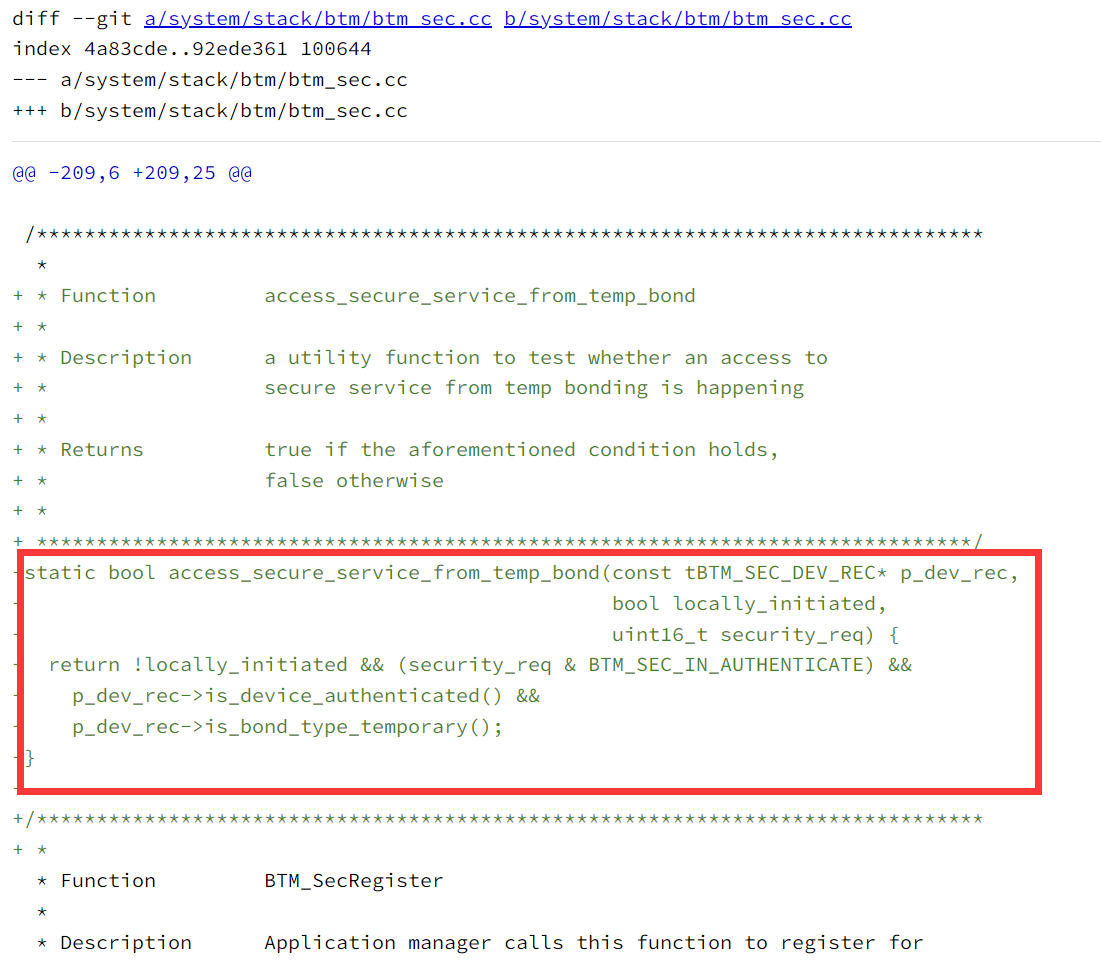 diff --git a/system/stack/btm/btm_sec.cc b/system/stack/btm/btm_sec.cc
index 4a83cde..92ede361 100644
--- a/system/stack/btm/btm_sec.cc
+++ b/system/stack/btm/btm_sec.cc
@@ -209,6 +209,25 @@
/*******************************************************************************
*
+ * Function         access_secure_service_from_temp_bond
+ *
+ * Description      a utility function to test whether an access to
+ *                  secure service from temp bonding is happening
+ *
+ * Returns          true if the aforementioned condition holds,
+ *                  false otherwise
+ *
+ ******************************************************************************/
static bool access_secure_service_from_temp_bond(const tBTM_SEC_DEV_REC* p_dev_rec,
bool locally_initiated,
uint16_t security_req) {
return !locally_initiated && (security_req & BTM_SEC_IN_AUTHENTICATE) &&
p_dev_rec->is_device_authenticated() &&
p_dev_rec->is_bond_type_temporary();
}
+/*******************************************************************************
+ *
* Function         BTM_SecRegister
*
* Description      Application manager calls this function to register for